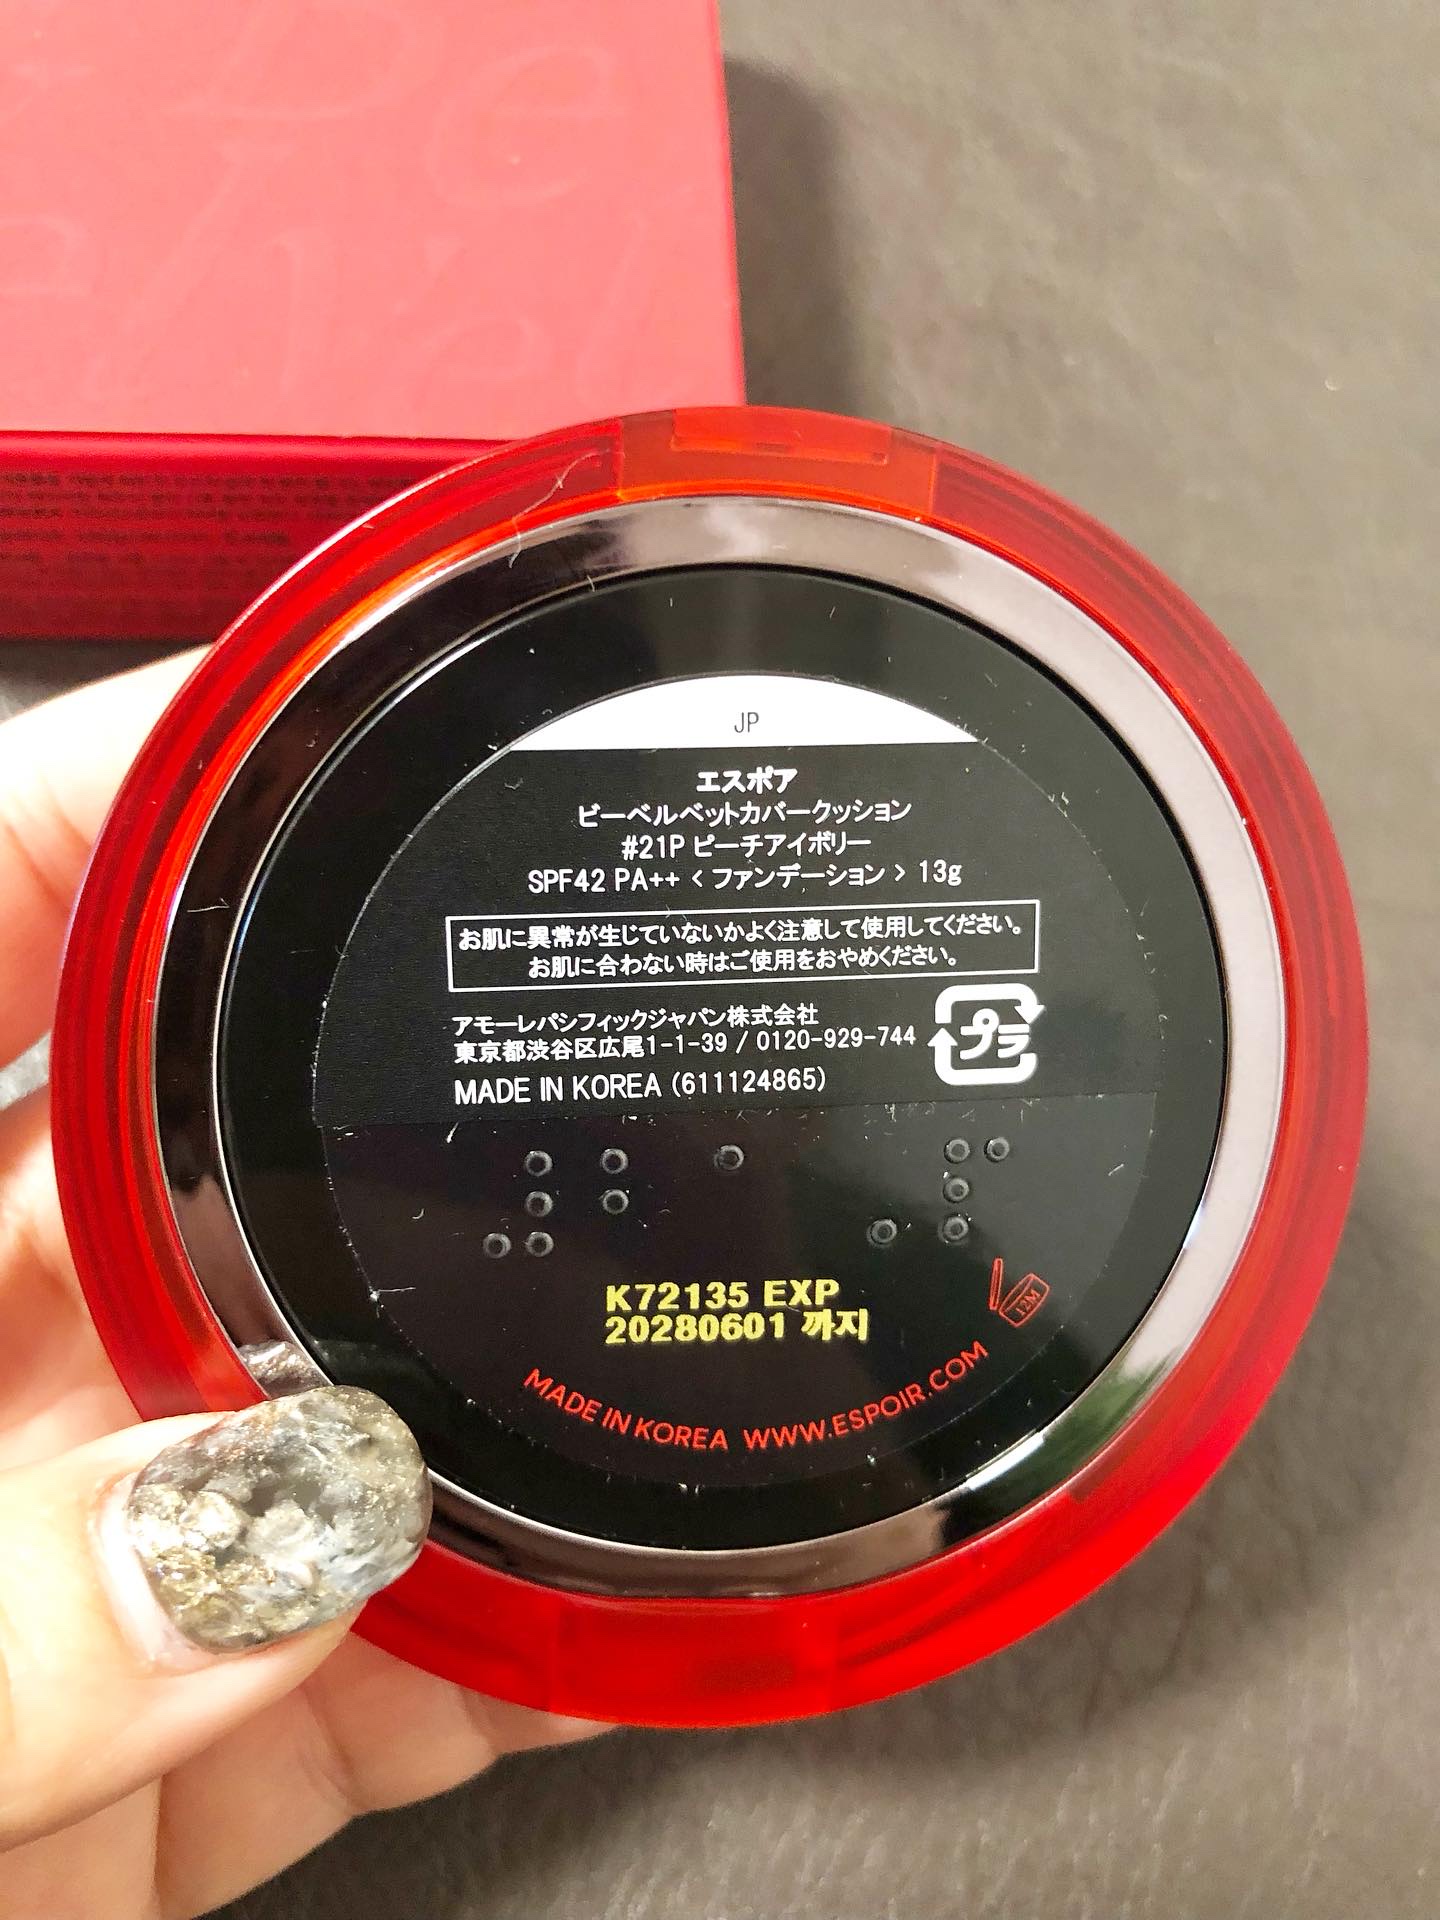 JP
エスポア
ビーベルベットカバークッション
#21P ピーチアイボリー
SPF42 PA++ < ファンデーション > 13g
お肌に異常が生じていないかよく注意して使用してください。
お肌に合わない時はご使用をおやめください。
アモーレパシフィックジャパン株式会社
東京都渋谷区広尾1-1-39 / 0120-929-744
プラ
MADE IN KOREA (611124865)
K72135 EXP
20280601 까지
12M
MADE IN KOREA WWW.ESPOIR.COM